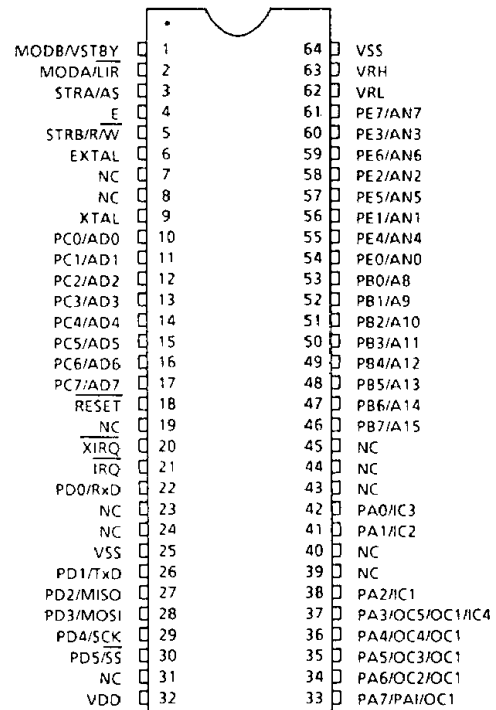 MODB/VSTBY 1 64 VSS
MODA/LIR 2 63 VRH
STRA/AS 3 62 VRL
E 4 61 PE7/AN7
STRB/R/W 5 60 PE3/AN3
EXTAL 6 59 PE6/AN6
NC 7 58 PE2/AN2
NC 8 57 PE5/AN5
XTAL 9 56 PE1/AN1
PC0/AD0 10 55 PE4/AN4
PC1/AD1 11 54 PE0/AN0
PC2/AD2 12 53 PB0/A8
PC3/AD3 13 52 PB1/A9
PC4/AD4 14 51 PB2/A10
PC5/AD5 15 50 PB3/A11
PC6/AD6 16 49 PB4/A12
PC7/AD7 17 48 PB5/A13
RESET 18 47 PB6/A14
NC 19 46 PB7/A15
XIRQ 20 45 NC
IRQ 21 44 NC
PD0/RxD 22 43 NC
NC 23 42 PA0/IC3
NC 24 41 PA1/IC2
VSS 25 40 NC
PD1/TxD 26 39 NC
PD2/MISO 27 38 PA2/IC1
PD3/MOSI 28 37 PA3/OC5/OC1/IC4
PD4/SCK 29 36 PA4/OC4/OC1
PD5/SS 30 35 PA5/OC3/OC1
NC 31 34 PA6/OC2/OC1
VDD 32 33 PA7/PAI/OC1